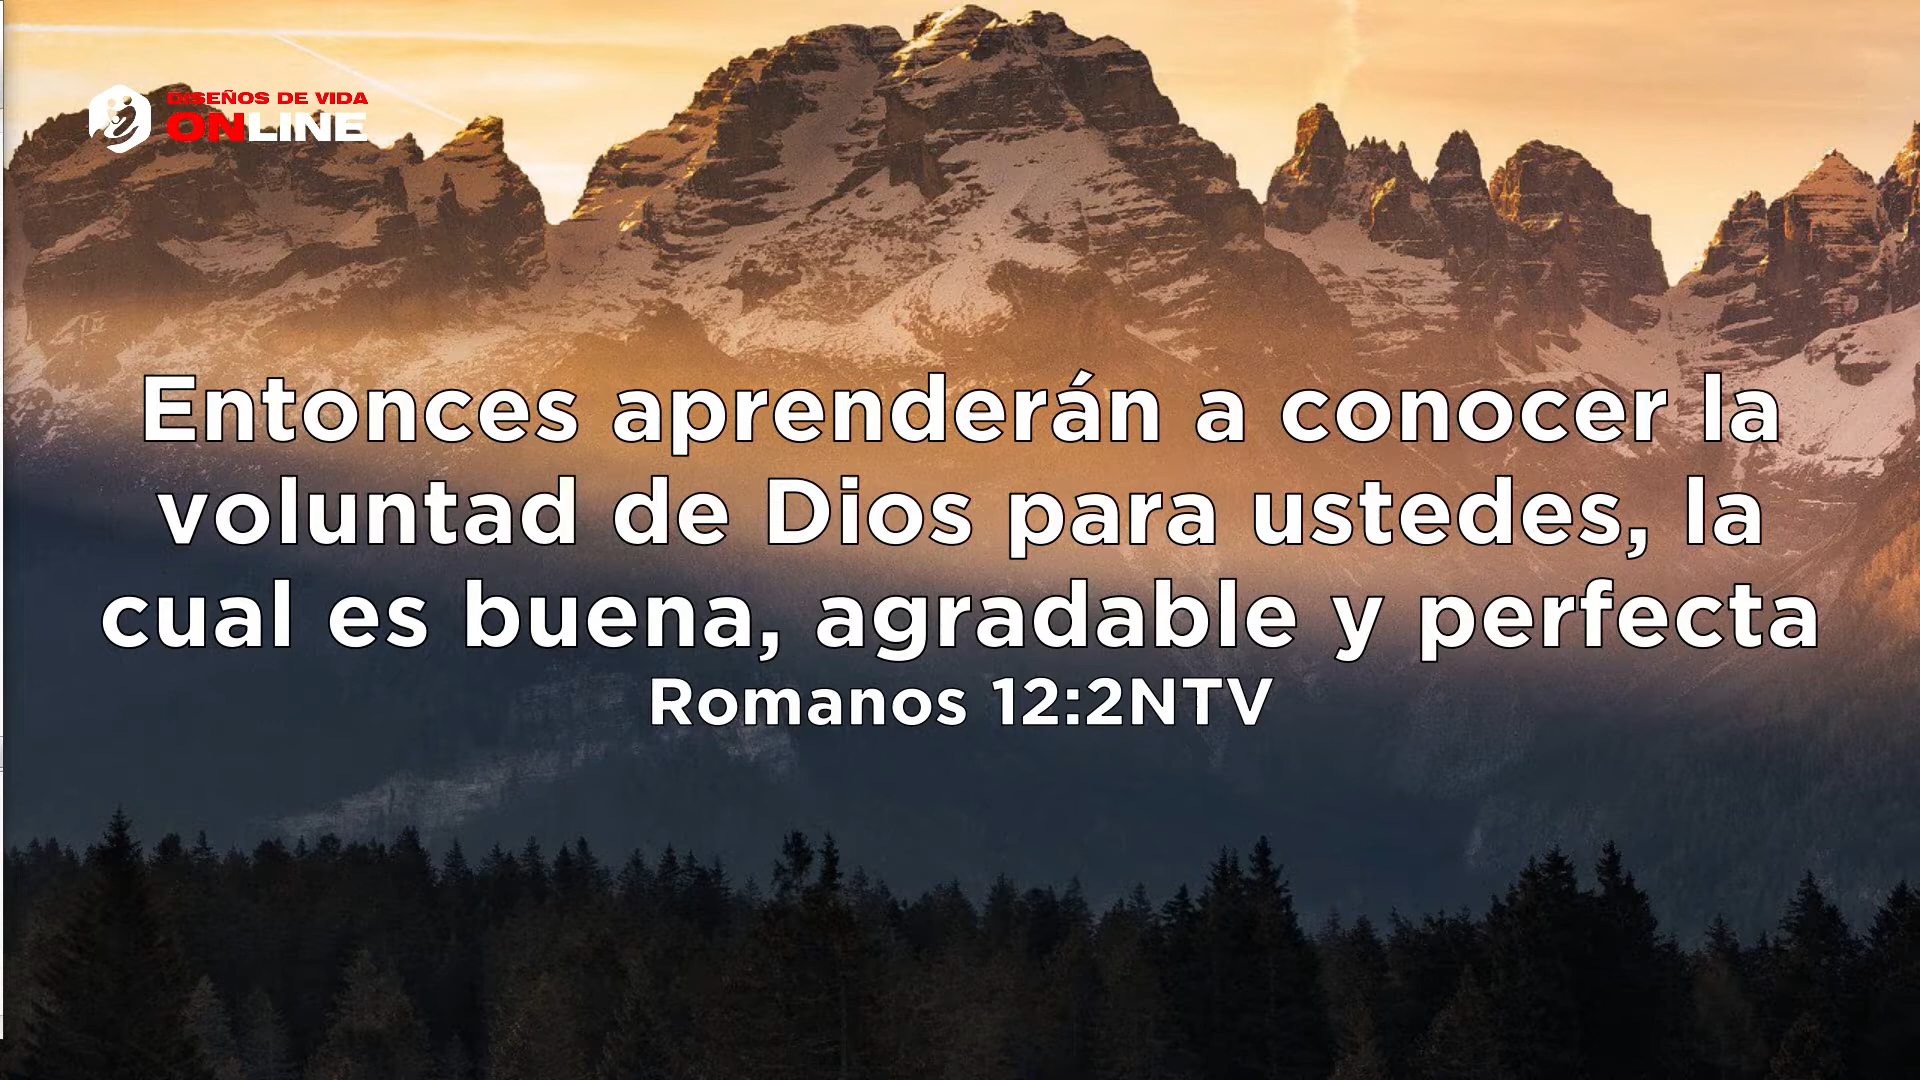 DISEÑOS DE VIDA
ONLINE
Entonces aprenderán a conocer la
voluntad de Dios para ustedes, la
cual es buena, agradable y perfecta
Romanos 12:2NTV